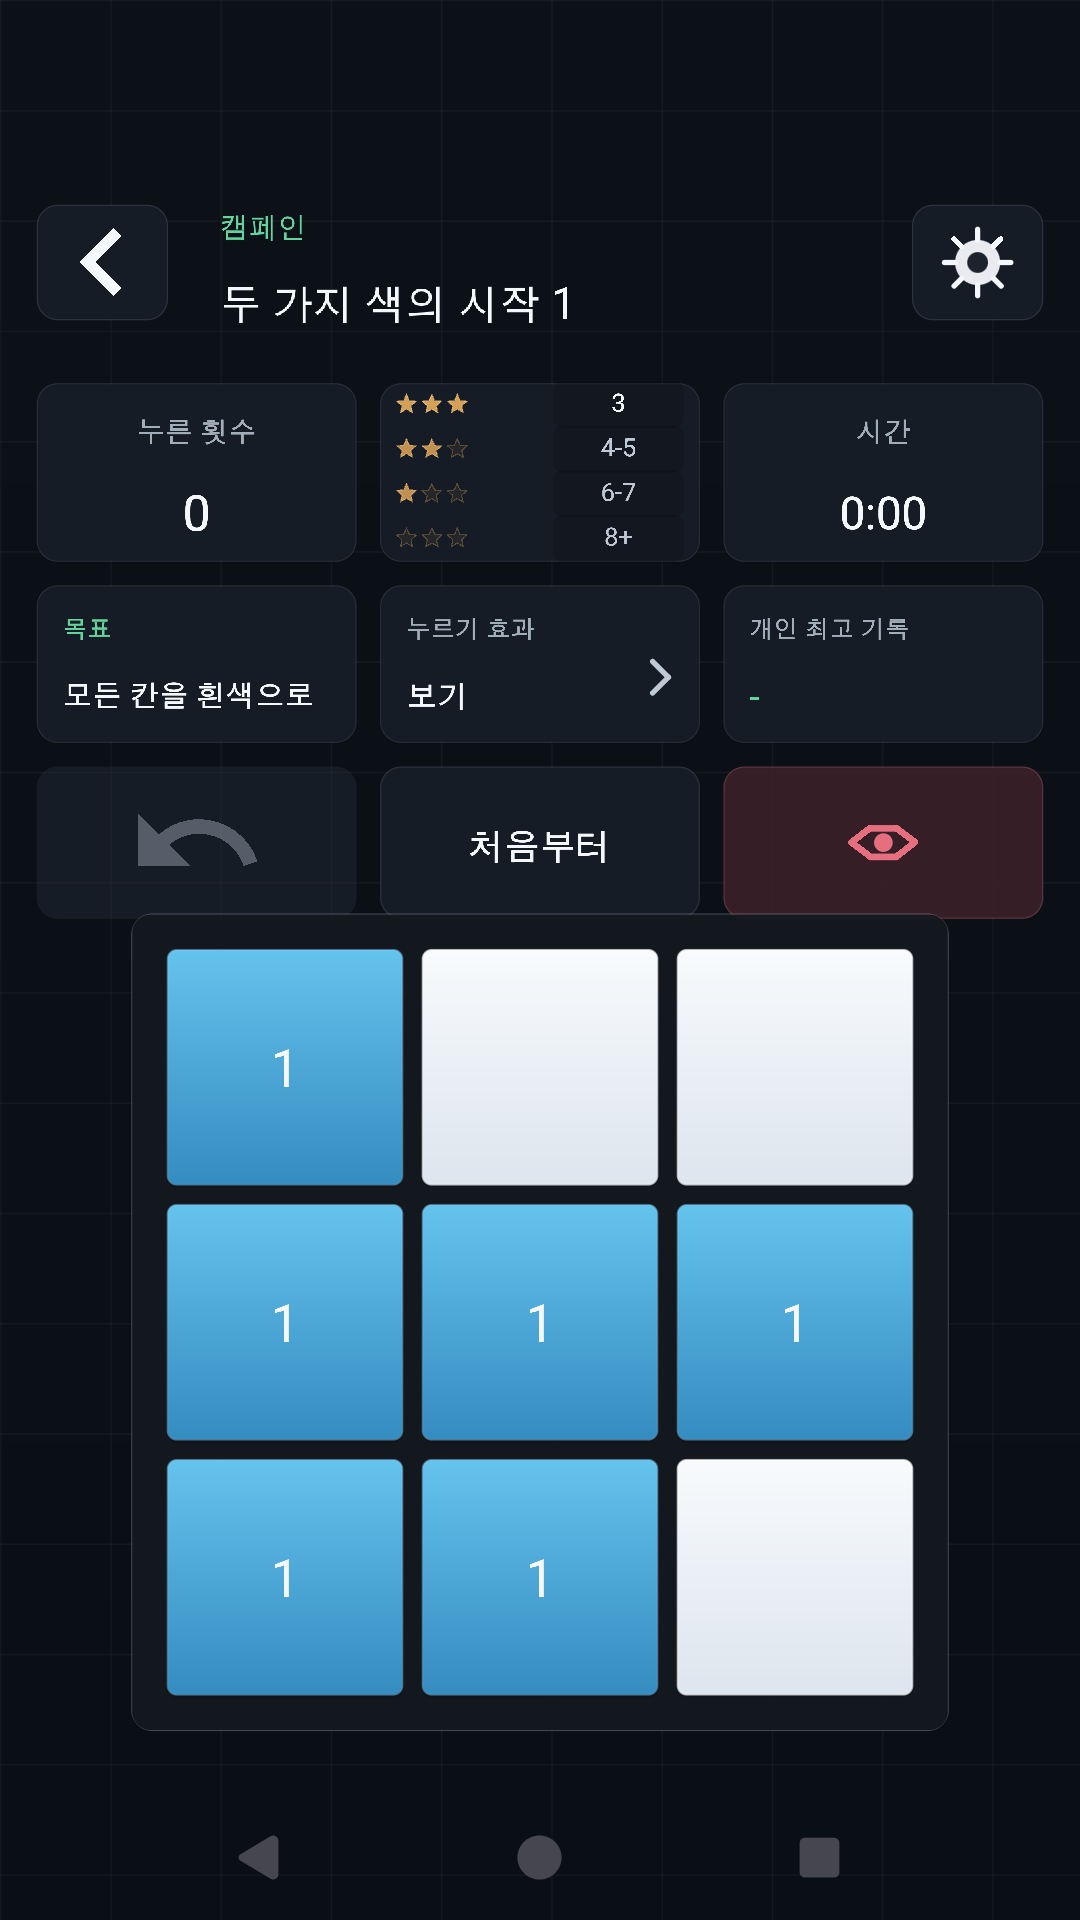 캠페인
두 가지 색의 시작 1
누른 횟수
0
3
4-5
6-7
8+
시간
0:00
목표
모든 칸을 흰색으로
누르기 효과
보기
개인 최고 기록
-
처음부터
1
1 1 1
1 1